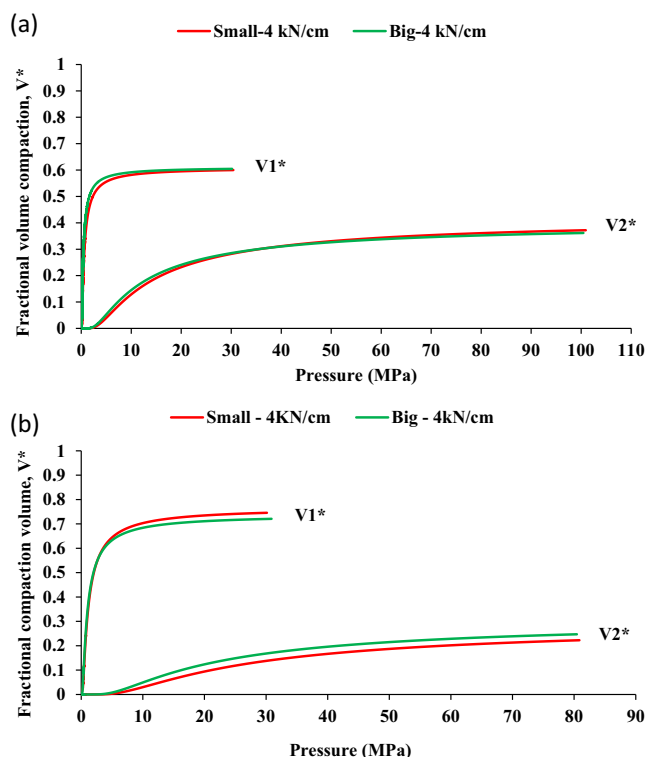 (a)
Small-4 kN/cm Big-4 kN/cm
Fractional volume compaction, V*
1
0.9
0.8
0.7
0.6
0.5
0.4
0.3
0.2
0.1
0
V1*
V2*
0 10 20 30 40 50 60 70 80 90 100 110
Pressure (MPa)
(b)
Small - 4KN/cm Big - 4kN/cm
Fractional compaction volume, V*
1
0.9
0.8
0.7
0.6
0.5
0.4
0.3
0.2
0.1
0
V1*
V2*
0 10 20 30 40 50 60 70 80 90
Pressure (MPa)